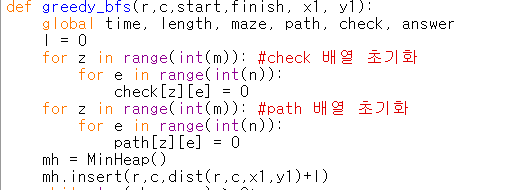 def greedy_bfs(r,c,start,finish, x1, y1):
    global time, length, maze, path, check, answer
    l = 0
    for z in range(int(m)): #check 배열 초기화
        for e in range(int(n)):
            check[z][e] = 0
    for z in range(int(m)): #path 배열 초기화
        for e in range(int(n)):
            path[z][e] = 0
    mh = MinHeap()
    mh.insert(r,c,dist(r,c,x1,y1)+l)